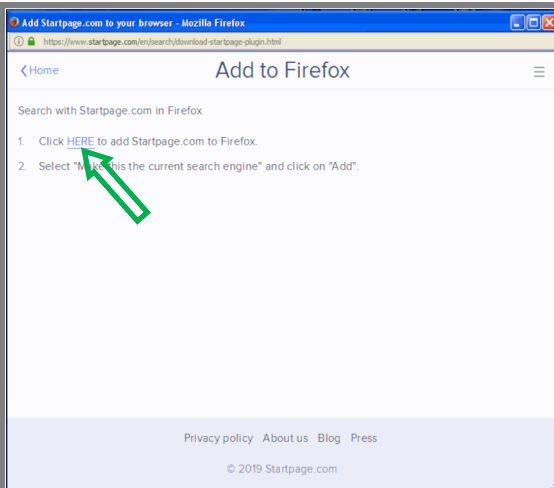 Add Startpage.com to your browser - Mozilla Firefox
https://www.startpage.com/en/search/download-startpage-plugin.html
Home
Add to Firefox
Search with Startpage.com in Firefox
1. Click HERE to add Startpage.com to Firefox.
2. Select "Make this the current search engine" and click on "Add".
Privacy policy About us Blog Press
© 2019 Startpage.com